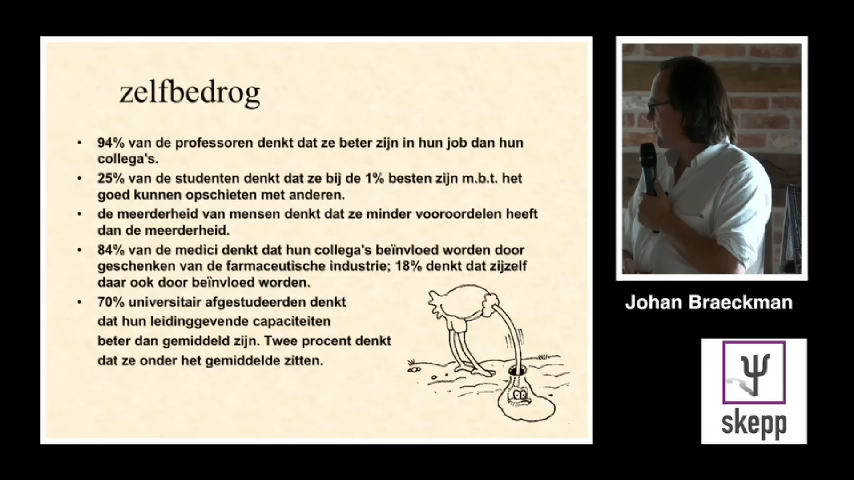 zelfbedrog
• 94% van de professoren denkt dat ze beter zijn in hun job dan hun
collega's.
• 25% van de studenten denkt dat ze bij de 1% besten zijn m.b.t. het
goed kunnen opschieten met anderen.
• de meerderheid van mensen denkt dat ze minder vooroordelen heeft
dan de meerderheid.
• 84% van de medici denkt dat hun collega's beïnvloed worden door
geschenken van de farmaceutische industrie; 18% denkt dat zijzelf
daar ook door beïnvloed worden.
• 70% universitair afgestudeerden denkt
dat hun leidinggevende capaciteiten
beter dan gemiddeld zijn. Twee procent denkt
dat ze onder het gemiddelde zitten.
Johan Braeckman
ψ
skepp